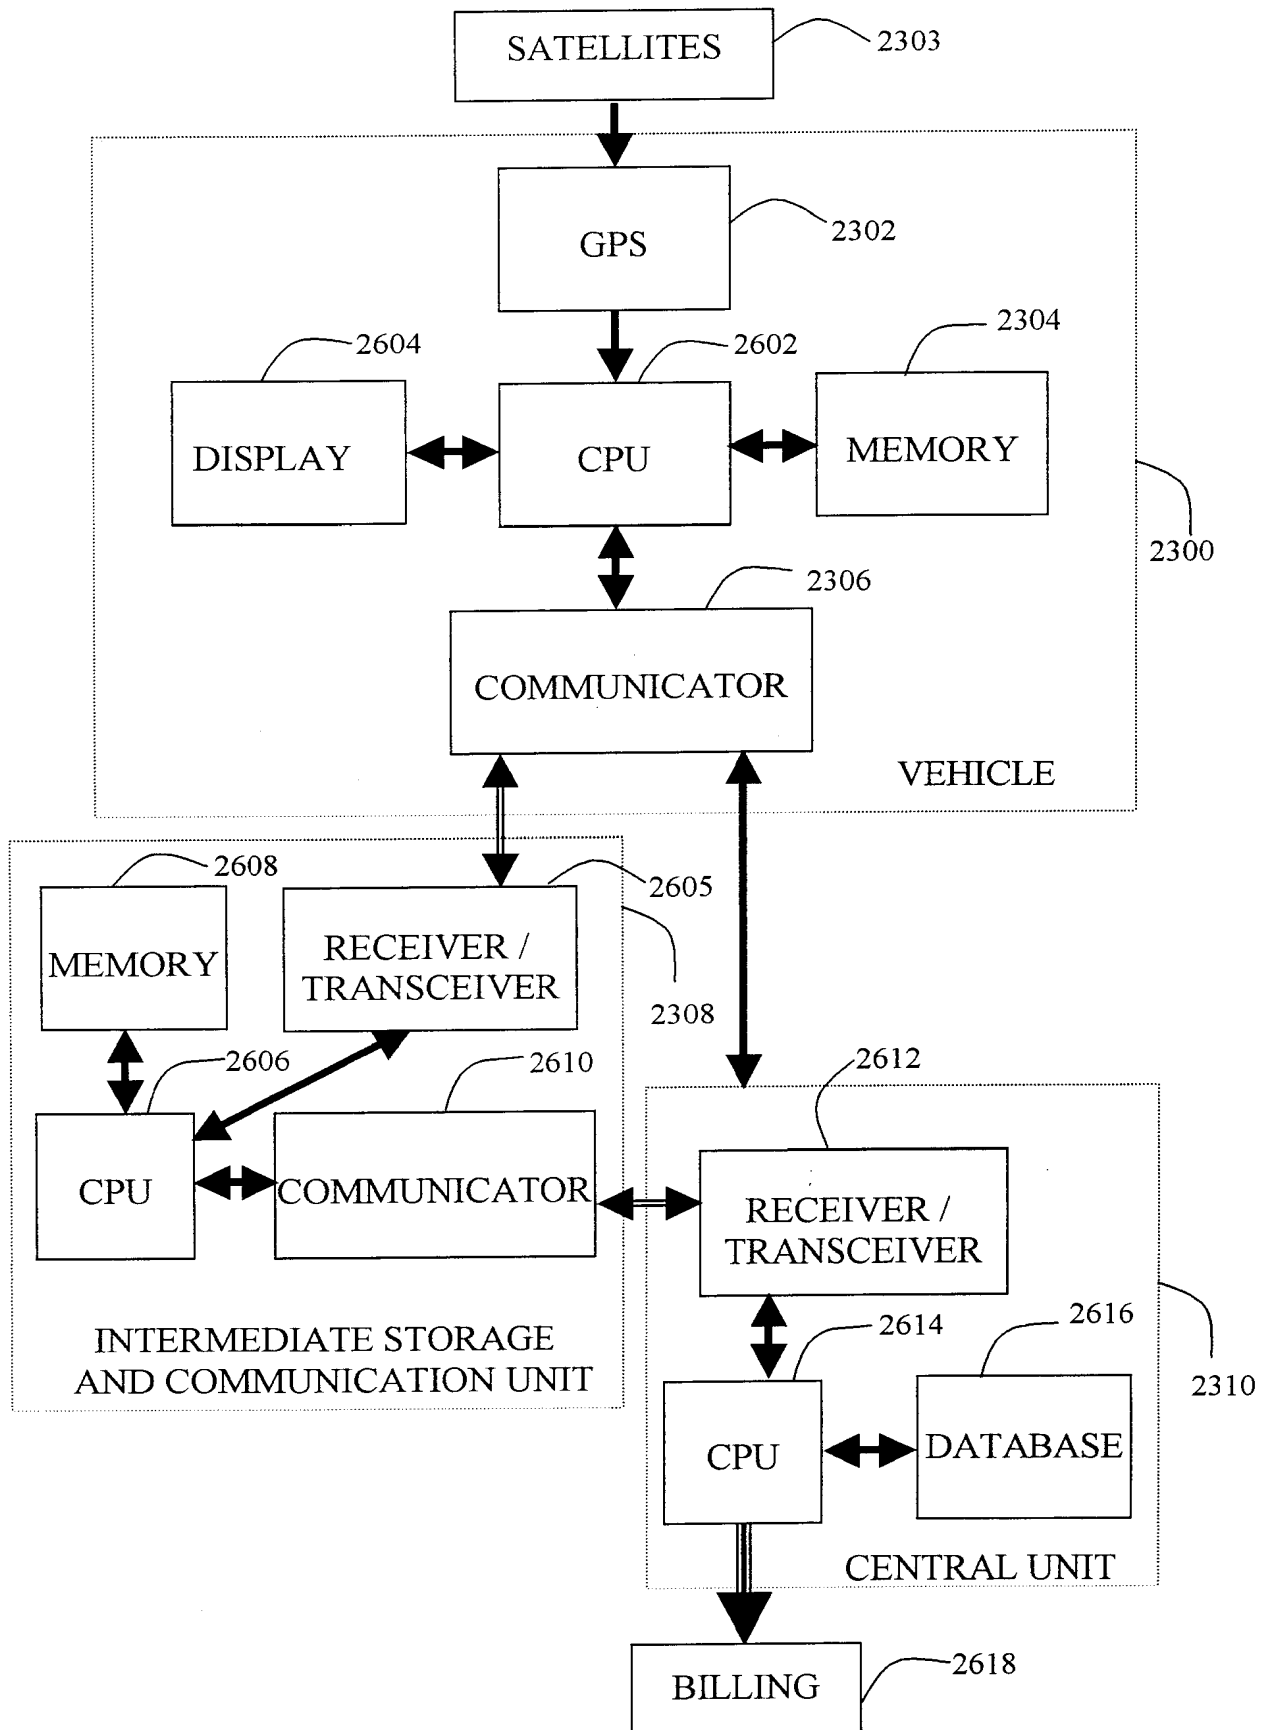 SATELLITES
2303
GPS
2302
2604
2602
2304
DISPLAY
CPU
MEMORY
2300
2306
COMMUNICATOR
VEHICLE
2608
2605
MEMORY
RECEIVER /
TRANSCEIVER
2308
2606
2610
2612
CPU
COMMUNICATOR
RECEIVER /
TRANSCEIVER
INTERMEDIATE STORAGE
AND COMMUNICATION UNIT
2614
2616
2310
CPU
DATABASE
CENTRAL UNIT
BILLING
2618